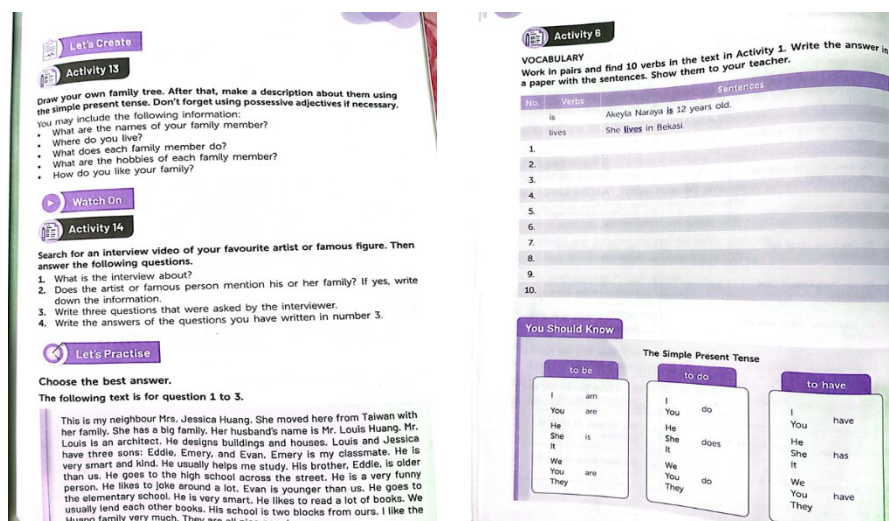 Let's Create
Activity 13
Draw your own family tree. After that, make a description about them using
the simple present tense. Don't forget using possessive adjectives if necessary.
You may include the following information:
• What are the names of your family member?
• Where do you live?
• What does each family member do?
• What are the hobbies of each family member?
• How do you like your family?
Watch On
Activity 14
Search for an interview video of your favourite artist or famous figure. Then
answer the following questions.
1. What is the interview about?
2. Does the artist or famous person mention his or her family? If yes, write
down the information.
3. Write three questions that were asked by the interviewer.
4. Write the answers of the questions you have written in number 3.
Let's Practise
Choose the best answer.
The following text is for question 1 to 3.
This is my neighbour Mrs. Jessica Huang. She moved here from Taiwan with
her family. She has a big family. Her husband's name is Mr. Louis Huang. Mr.
Louis is an architect. He designs buildings and houses. Louis and Jessica
have three sons: Eddie, Emery, and Evan. Emery is my classmate. He is
very smart and kind. He usually helps me study. His brother, Eddie, is older
than us. He goes to the high school across the street. He is a very funny
person. He likes to joke around a lot. Evan is younger than us. He goes to
the elementary school. He is very smart. He likes to read a lot of books. We
usually lend each other books. His school is two blocks from ours. I like the
Huang family very much. They are all
Activity 6
VOCABULARY
Work in pairs and find 10 verbs in the text in Activity 1. Write the answer in
a paper with the sentences. Show them to your teacher.
No. Verbs Sentences
is Akeyla Naraya is 12 years old.
lives She lives in Bekasi.
1.
2.
3.
4.
5.
6.
7.
8.
9.
10.
You Should Know
The Simple Present Tense
to be
I am
You are
He
She is
It
We
You are
They
to do
I
You do
He
She does
It
We
You do
They
to have
I
You have
He
She has
It
We
You have
They